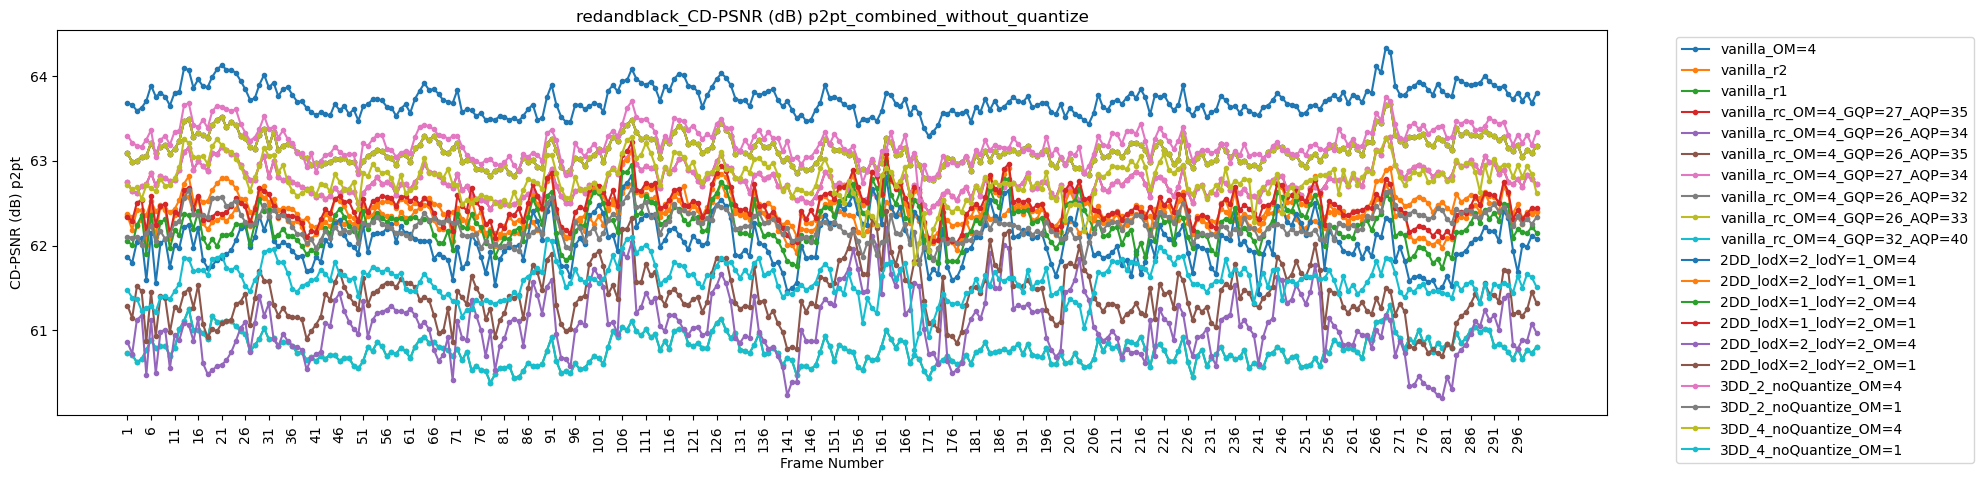 redandblack_CD-PSNR (dB) p2pt_combined_without_quantize
CD-PSNR (dB) p2pt
64
63
62
61
1 6 11 16 21 26 31 36 41 46 51 56 61 66 71 76 81 86 91 96 101 106 111 116 121 126 131 136 141 146 151 156 161 166 171 176 181 186 191 196 201 206 211 216 221 226 231 236 241 246 251 256 261 266 271 276 281 286 291 296
Frame Number
vanilla_OM=4
vanilla_r2
vanilla_r1
vanilla_rc_OM=4_GQP=27_AQP=35
vanilla_rc_OM=4_GQP=26_AQP=34
vanilla_rc_OM=4_GQP=26_AQP=35
vanilla_rc_OM=4_GQP=27_AQP=34
vanilla_rc_OM=4_GQP=26_AQP=32
vanilla_rc_OM=4_GQP=26_AQP=33
vanilla_rc_OM=4_GQP=32_AQP=40
2DD_lodX=2_lodY=1_OM=4
2DD_lodX=2_lodY=1_OM=1
2DD_lodX=1_lodY=2_OM=4
2DD_lodX=1_lodY=2_OM=1
2DD_lodX=2_lodY=2_OM=4
2DD_lodX=2_lodY=2_OM=1
3DD_2_noQuantize_OM=4
3DD_2_noQuantize_OM=1
3DD_4_noQuantize_OM=4
3DD_4_noQuantize_OM=1